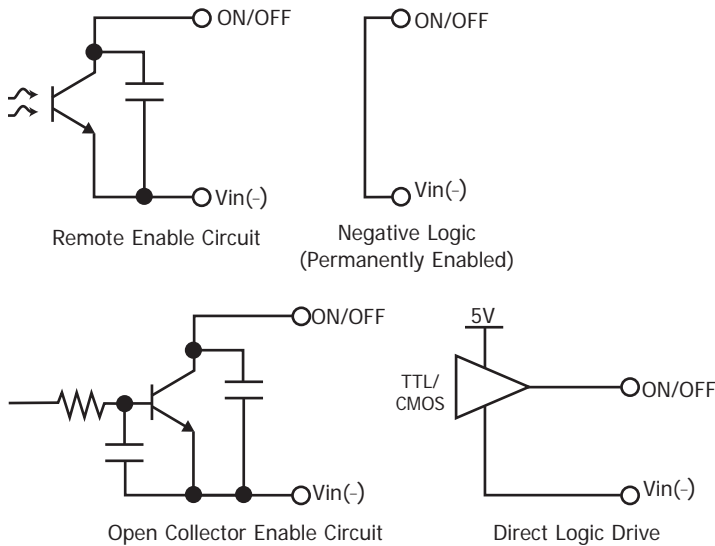 ON/OFF
Vin(–)
Remote Enable Circuit
ON/OFF
Vin(–)
Negative Logic
(Permanently Enabled)
ON/OFF
Vin(–)
Open Collector Enable Circuit
5V
TTL/
CMOS
ON/OFF
Vin(–)
Direct Logic Drive